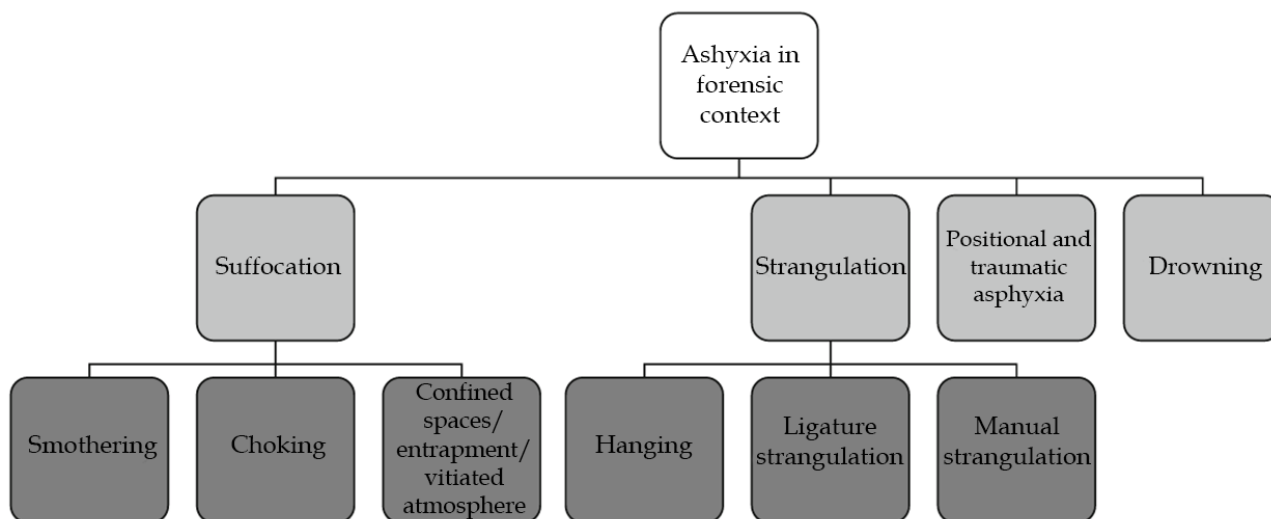 Ashyxia in
forensic
context
Suffocation
Strangulation
Positional and
traumatic
asphyxia
Drowning
Smothering
Choking
Confined
spaces/
entrapment/
vitiated
atmosphere
Hanging
Ligature
strangulation
Manual
strangulation